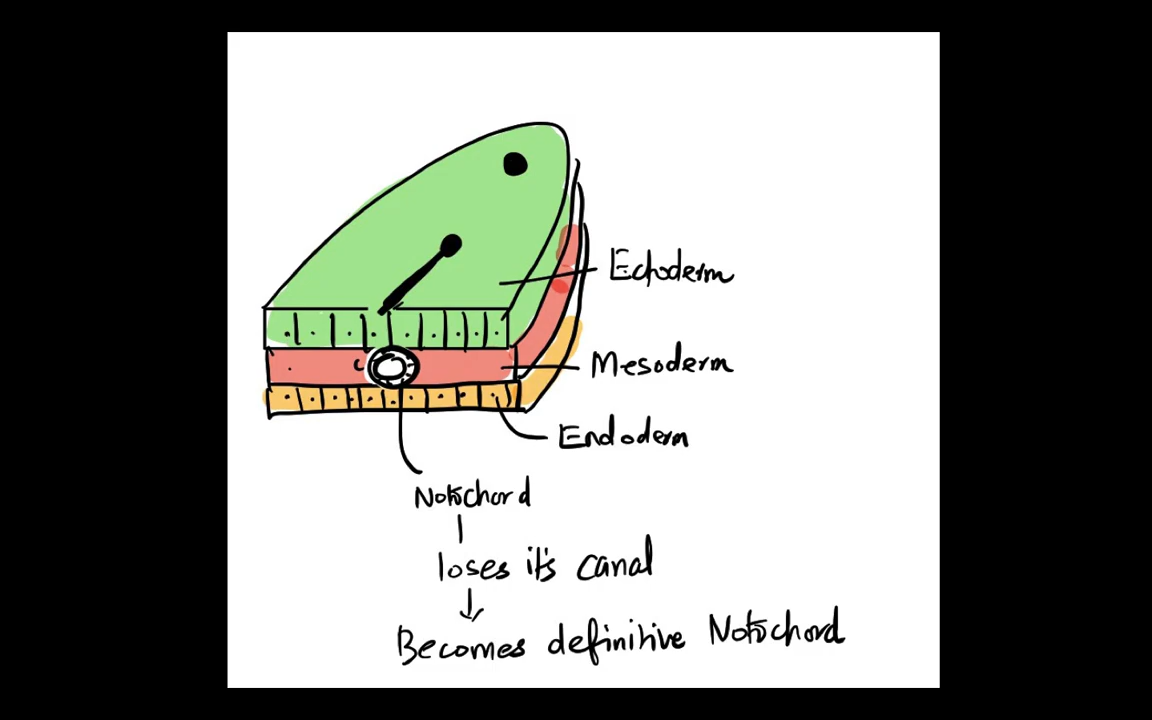 Ectoderm
Mesoderm
Endoderm
Notochord
loses it's canal
Becomes definitive Notochord